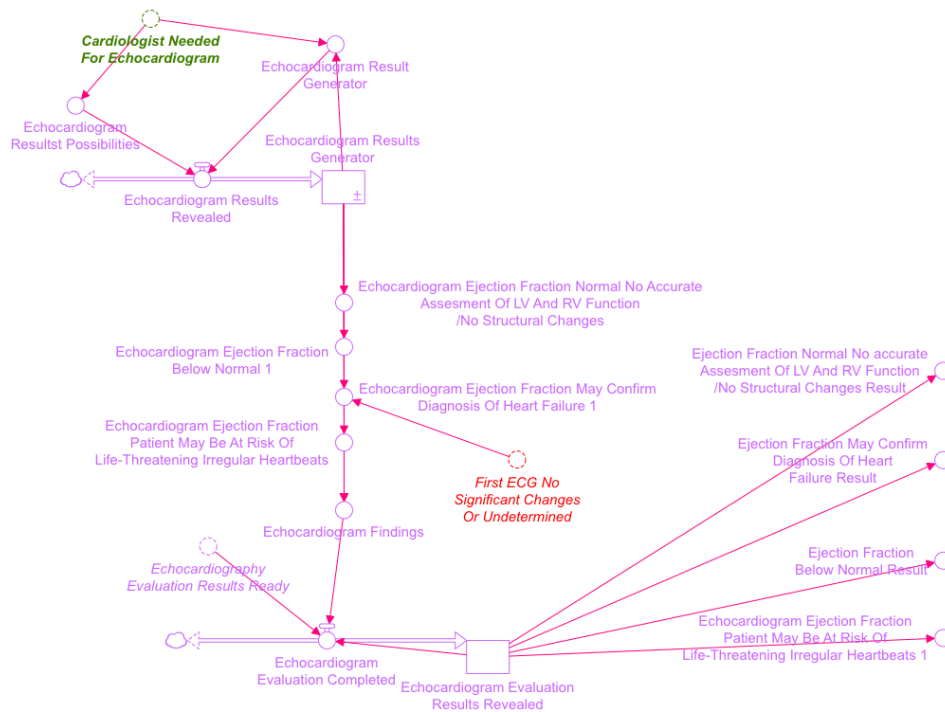 Cardiologist Needed
For Echocardiogram
Echocardiogram Result
Generator
Echocardiogram
Resultst Possibilities
Echocardiogram Results
Generator
±
Echocardiogram Results
Revealed
Echocardiogram Ejection Fraction Normal No Accurate
Assesment Of LV And RV Function
/No Structural Changes
Echocardiogram Ejection Fraction
Below Normal 1
Echocardiogram Ejection Fraction May Confirm
Diagnosis Of Heart Failure 1
Echocardiogram Ejection Fraction
Patient May Be At Risk Of
Life-Threatening Irregular Heartbeats
First ECG No
Significant Changes
Or Undetermined
Echocardiogram Findings
Echocardiography
Evaluation Results Ready
Echocardiogram
Evaluation Completed
Echocardiogram Evaluation
Results Revealed
Ejection Fraction Normal No accurate
Assesment Of LV And RV Function
/No Structural Changes Result
Ejection Fraction May Confirm
Diagnosis Of Heart
Failure Result
Ejection Fraction
Below Normal Result
Echocardiogram Ejection Fraction
Patient May Be At Risk Of
Life-Threatening Irregular Heartbeats 1